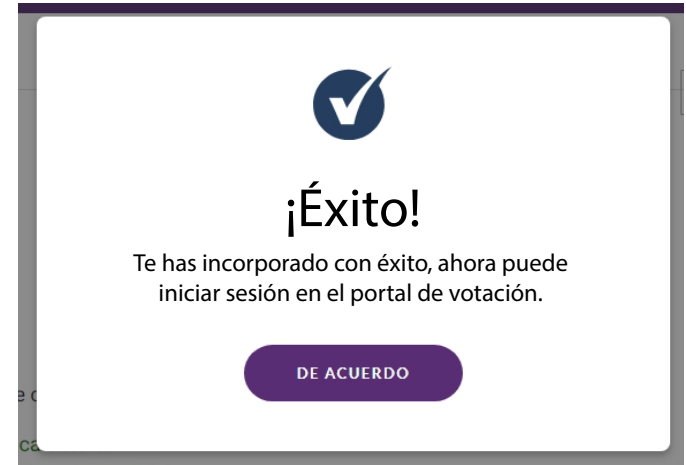 ¡Éxito!
Te has incorporado con éxito, ahora puede
iniciar sesión en el portal de votación.
DE ACUERDO